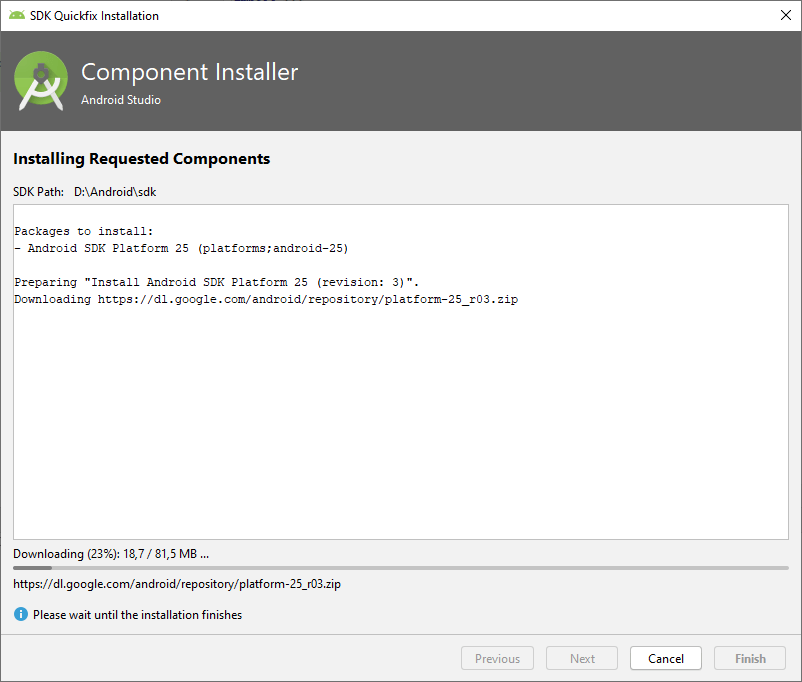 SDK Quickfix Installation
Component Installer
Android Studio
Installing Requested Components
SDK Path: D:\Android\sdk
Packages to install:
- Android SDK Platform 25 (platforms;android-25)
Preparing "Install Android SDK Platform 25 (revision: 3)".
Downloading https://dl.google.com/android/repository/platform-25_r03.zip
Downloading (23%): 18,7 / 81,5 MB ...
https://dl.google.com/android/repository/platform-25_r03.zip
Please wait until the installation finishes
Previous Next Cancel Finish